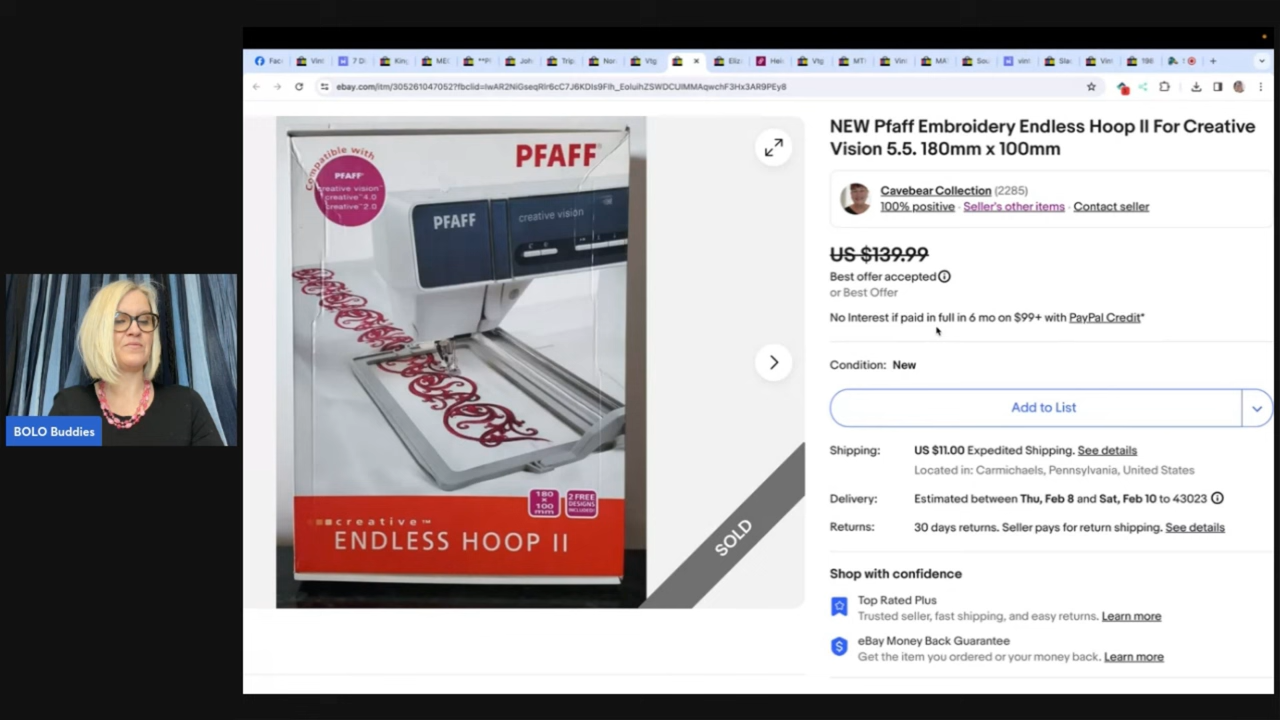 ebay.com/itm/305261047052?fbclid=IwAR2NiGseqRlr6cC7J6KDIs9Flh_EoIuihZSWDCUIMMAqwchF3Hx3AR9PEy8
NEW Pfaff Embroidery Endless Hoop II For Creative
Vision 5.5. 180mm x 100mm
Cavebear Collection (2285)
100% positive · Seller's other items · Contact seller
US $139.99
Best offer accepted
or Best Offer
No Interest if paid in full in 6 mo on $99+ with PayPal Credit*
Condition: New
Add to List
Shipping: US $11.00 Expedited Shipping. See details
Located in: Carmichaels, Pennsylvania, United States
Delivery: Estimated between Thu, Feb 8 and Sat, Feb 10 to 43023
Returns: 30 days returns. Seller pays for return shipping. See details
Shop with confidence
Top Rated Plus
Trusted seller, fast shipping, and easy returns. Learn more
eBay Money Back Guarantee
Get the item you ordered or your money back. Learn more
Compatible with
PFAFF
creative vision
creative 4.0
creative 2.0
PFAFF
PFAFF
creative vision
180 x 100 mm
2 FREE DESIGNS INCLUDED!
creative™
ENDLESS HOOP II
SOLD
BOLO Buddies